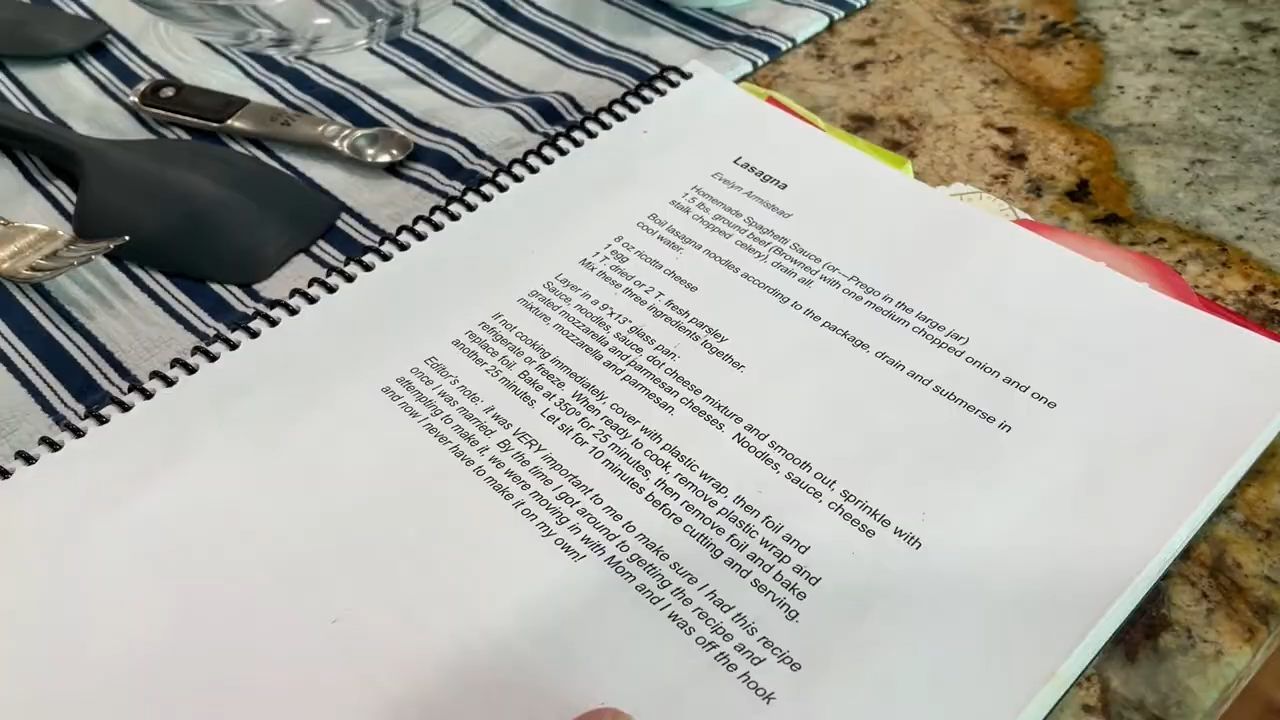 Lasagna
Evelyn Armistead
Homemade Spaghetti Sauce (or—Prego in the large jar)
1.5 lbs. ground beef (Browned with one medium chopped onion and one
stalk chopped celery), drain all.
Boil lasagna noodles according to the package, drain and submerse in
cool water.
8 oz ricotta cheese
1 egg
1 T. dried or 2 T. fresh parsley
Mix these three ingredients together.
Layer in a 9"x13" glass pan:
Sauce, noodles, sauce, dot cheese mixture and smooth out, sprinkle with
grated mozzarella and parmesan cheeses. Noodles, sauce, cheese
mixture, mozzarella and parmesan.
If not cooking immediately, cover with plastic wrap, then foil and
refrigerate or freeze. When ready to cook, remove plastic wrap and
replace foil. Bake at 350º for 25 minutes, then remove foil and bake
another 25 minutes. Let sit for 10 minutes before cutting and serving.
Editor's note: it was VERY important to me to make sure I had this recipe
once I was married. By the time I got around to getting the recipe and
attempting to make it, we were moving in with Mom and I was off the hook
and now I never have to make it on my own!
1/4